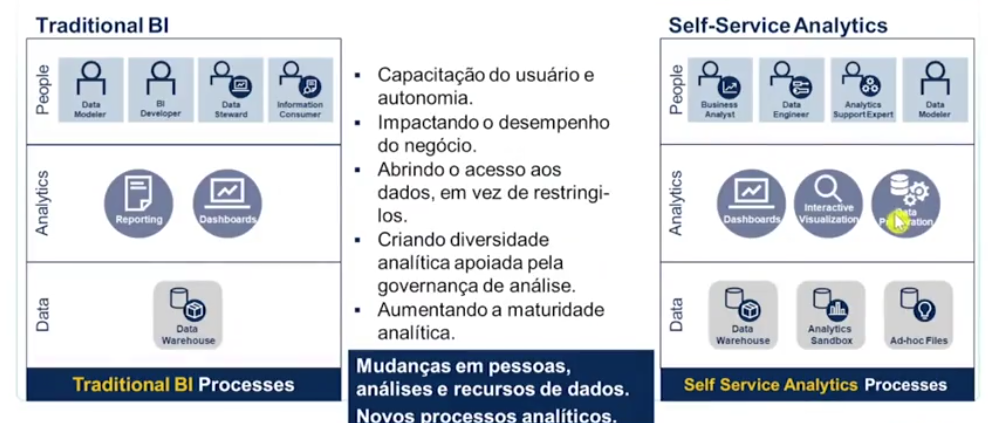 Traditional BI
People
Data
Modeler
BI
Developer
Data
Steward
Information
Consumer
Analytics
Reporting
Dashboards
Data
Data
Warehouse
Traditional BI Processes
▪ Capacitação do usuário e
autonomia.
▪ Impactando o desempenho
do negócio.
▪ Abrindo o acesso aos
dados, em vez de restringi-
los.
▪ Criando diversidade
analítica apoiada pela
governança de análise.
▪ Aumentando a maturidade
analítica.
Mudanças em pessoas,
análises e recursos de dados.
Novos processos analíticos.
Self-Service Analytics
People
Business
Analyst
Data
Engineer
Analytics
Support Expert
Data
Modeler
Analytics
Dashboards
Interactive
Visualization
Data
Data
Data
Warehouse
Analytics
Sandbox
Ad-hoc Files
Self Service Analytics Processes